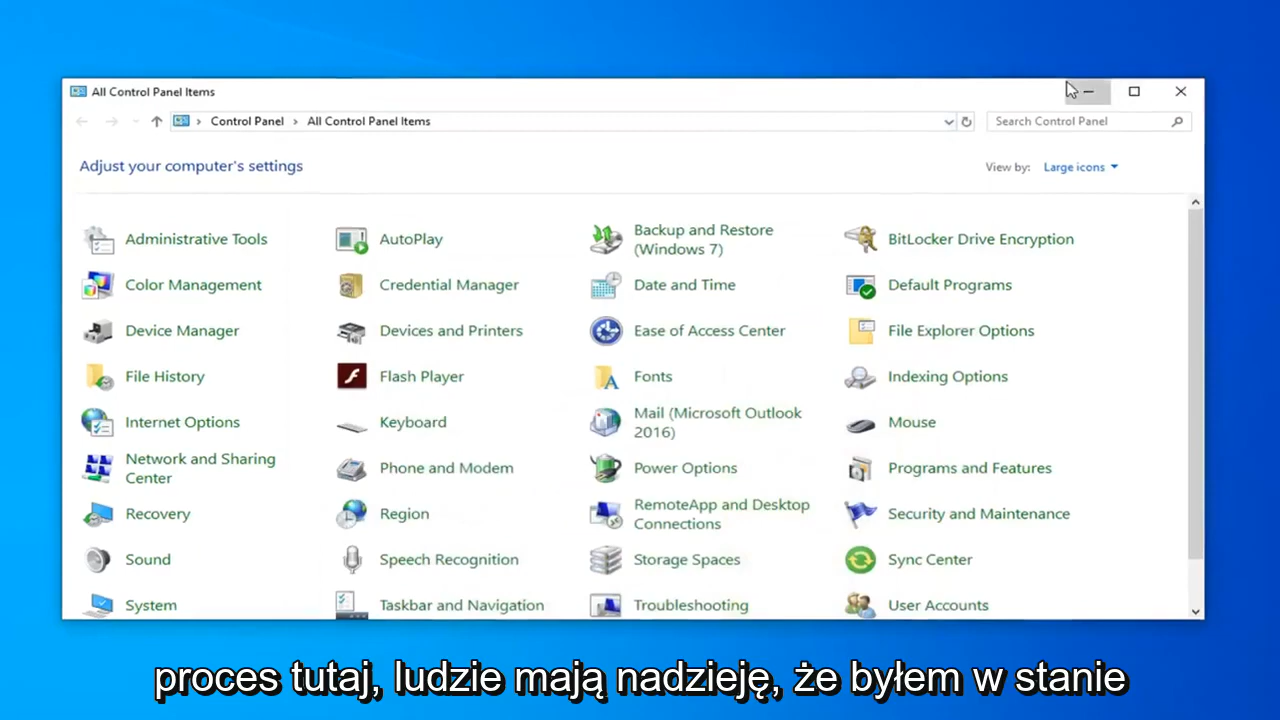 All Control Panel Items
Control Panel > All Control Panel Items
Search Control Panel
Adjust your computer's settings
View by: Large icons
Administrative Tools
AutoPlay
Backup and Restore
(Windows 7)
BitLocker Drive Encryption
Color Management
Credential Manager
Date and Time
Default Programs
Device Manager
Devices and Printers
Ease of Access Center
File Explorer Options
File History
Flash Player
Fonts
Indexing Options
Internet Options
Keyboard
Mail (Microsoft Outlook
2016)
Mouse
Network and Sharing
Center
Phone and Modem
Power Options
Programs and Features
Recovery
Region
RemoteApp and Desktop
Connections
Security and Maintenance
Sound
Speech Recognition
Storage Spaces
Sync Center
System
Taskbar and Navigation
Troubleshooting
User Accounts
proces tutaj, ludzie mają nadzieję, że byłem w stanie